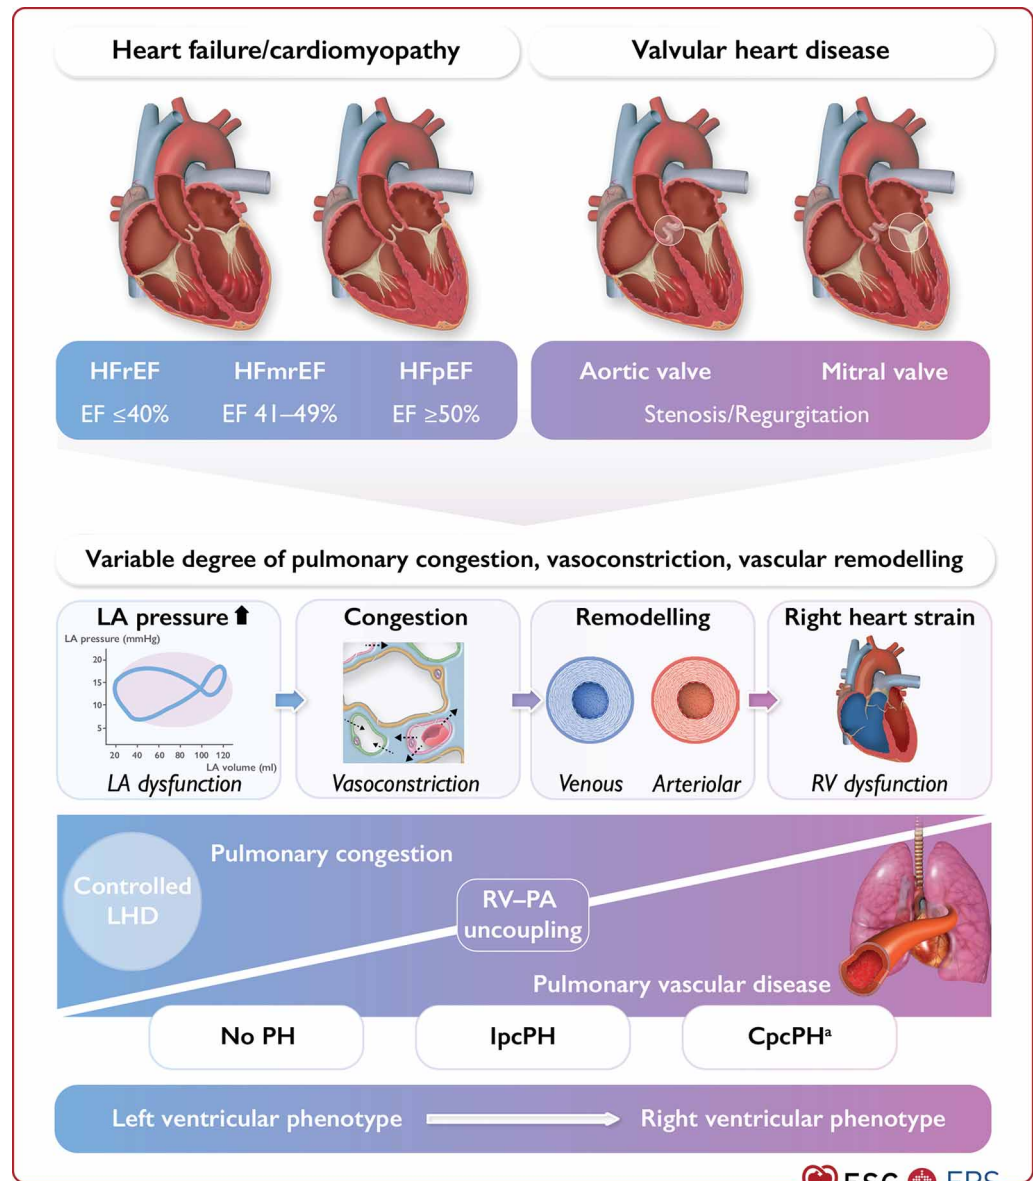 Heart failure/cardiomyopathy
Valvular heart disease
HFrEF
HFmrEF
HFpEF
EF ≤40%
EF 41–49%
EF ≥50%
Aortic valve
Mitral valve
Stenosis/Regurgitation
Variable degree of pulmonary congestion, vasoconstriction, vascular remodelling
LA pressure ⬆
LA pressure (mmHg)
20
15
10
5
20 40 60 80 100 120
LA volume (ml)
LA dysfunction
Congestion
Vasoconstriction
Remodelling
Venous
Arteriolar
Right heart strain
RV dysfunction
Controlled
LHD
Pulmonary congestion
RV–PA
uncoupling
Pulmonary vascular disease
No PH
IpcPH
CpcPHᵃ
Left ventricular phenotype
Right ventricular phenotype
ESC
ERS